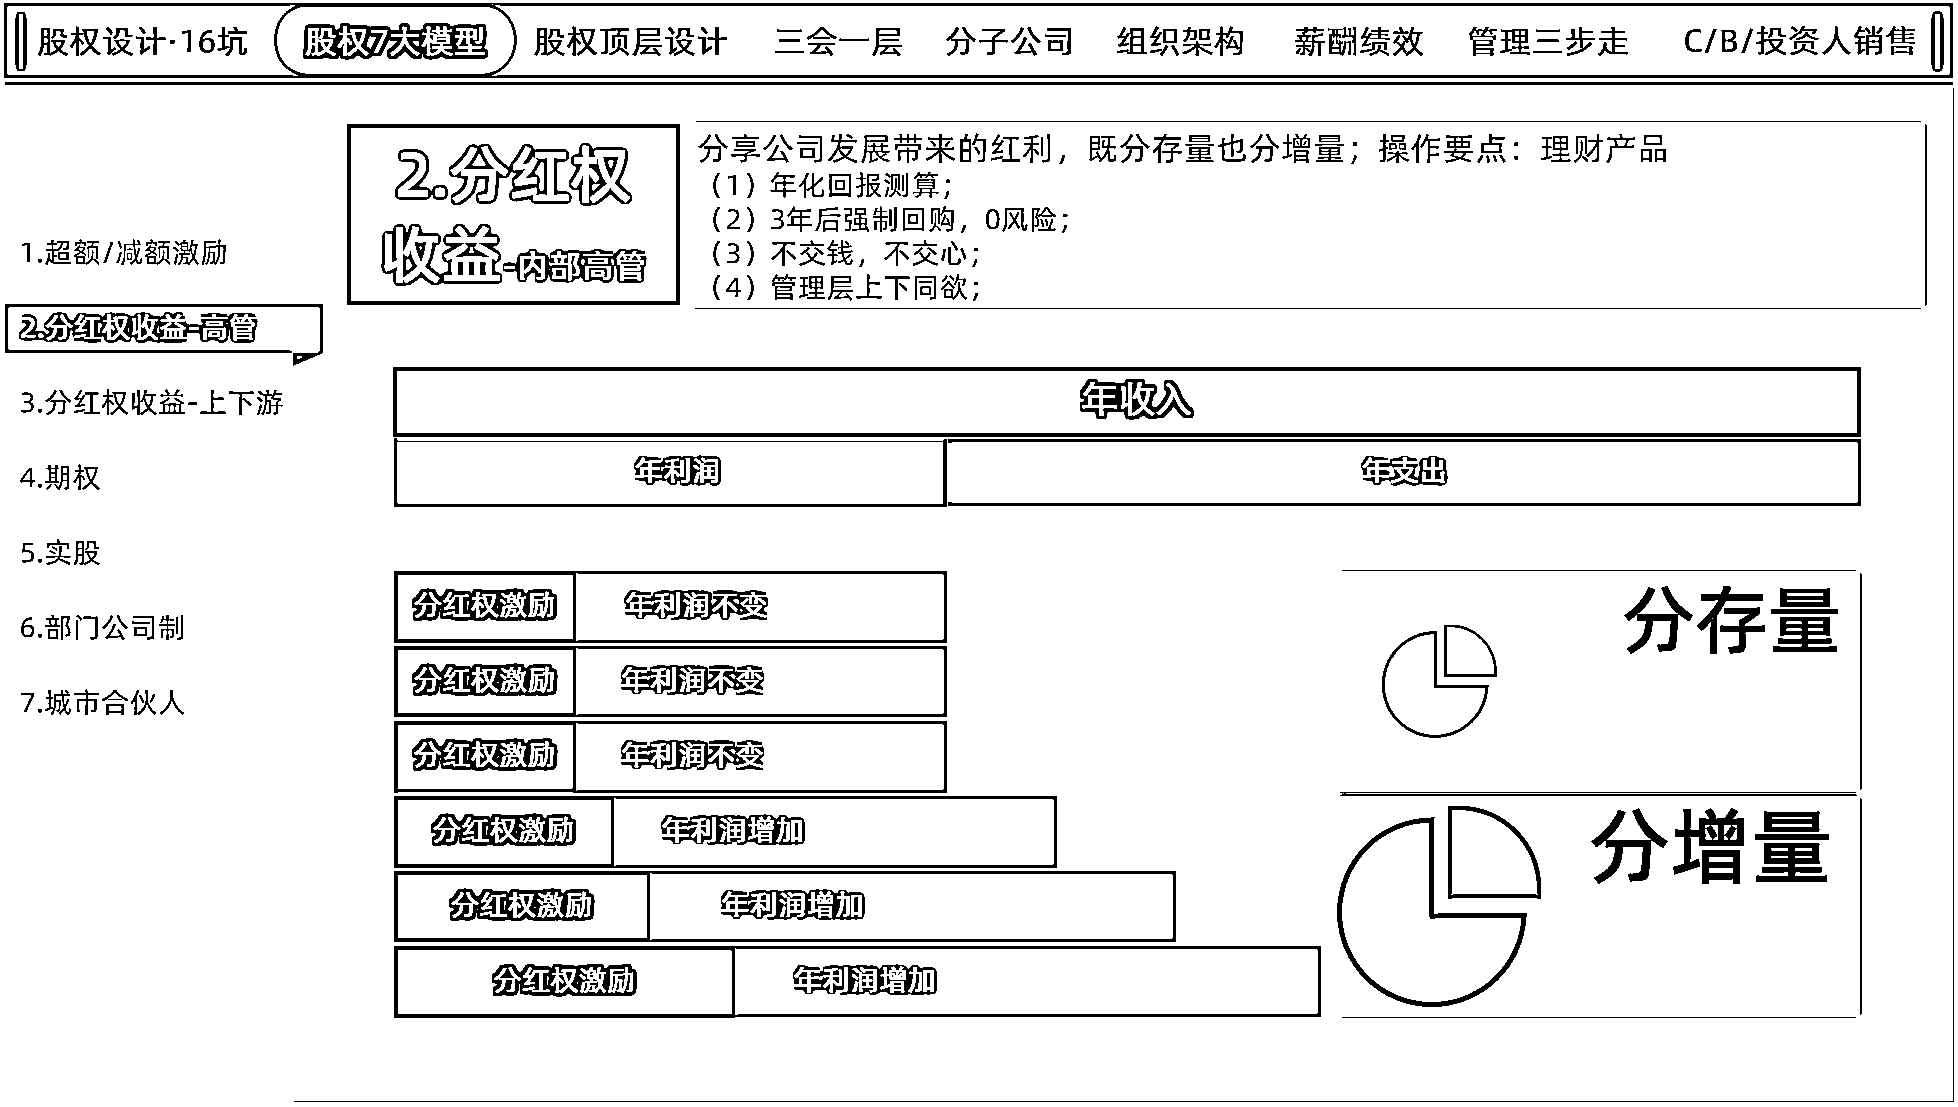 股权设计·16坑 股权7大模型 股权顶层设计 三会一层 分子公司 组织架构 薪酬绩效 管理三步走 C/B/投资人销售
1.超额/减额激励
2.分红权收益-高管
3.分红权收益-上下游
4.期权
5.实股
6.部门公司制
7.城市合伙人
2.分红权
收益-内部高管
分享公司发展带来的红利，既分存量也分增量；操作要点：理财产品
（1）年化回报测算；
（2）3年后强制回购，0风险；
（3）不交钱，不交心；
（4）管理层上下同欲；
年收入
年利润 年支出
分红权激励 年利润不变
分红权激励 年利润不变
分红权激励 年利润不变
分红权激励 年利润增加
分红权激励 年利润增加
分红权激励 年利润增加
分存量
分增量